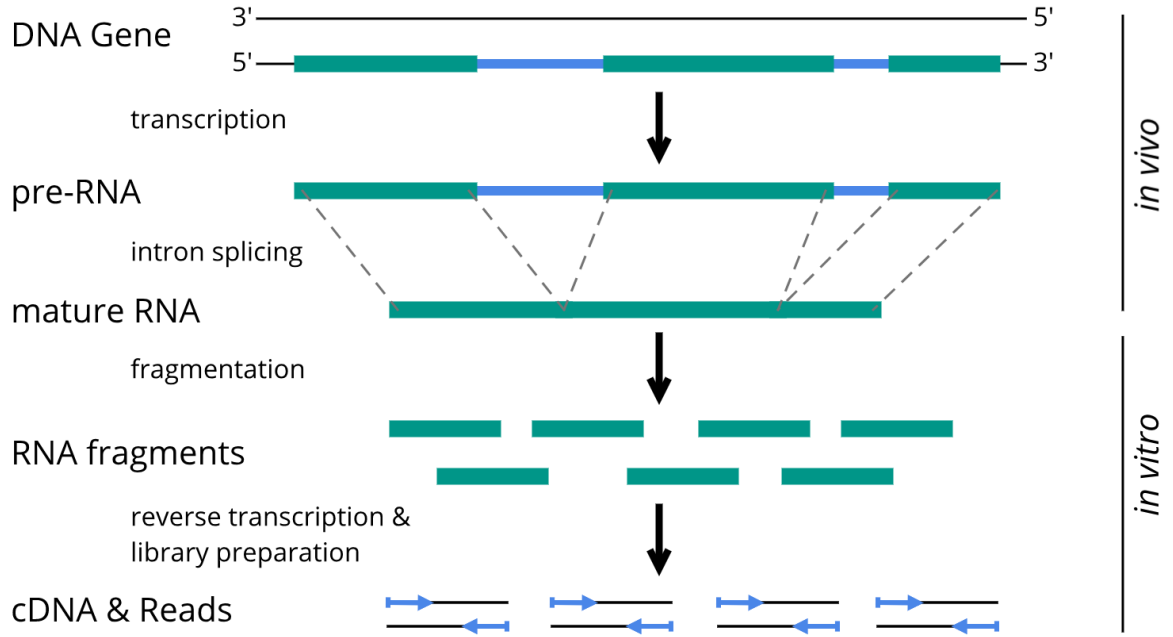 3' 5'
DNA Gene
5' 3'
transcription
in vivo
pre-RNA
intron splicing
mature RNA
fragmentation
RNA fragments
in vitro
reverse transcription &
library preparation
cDNA & Reads